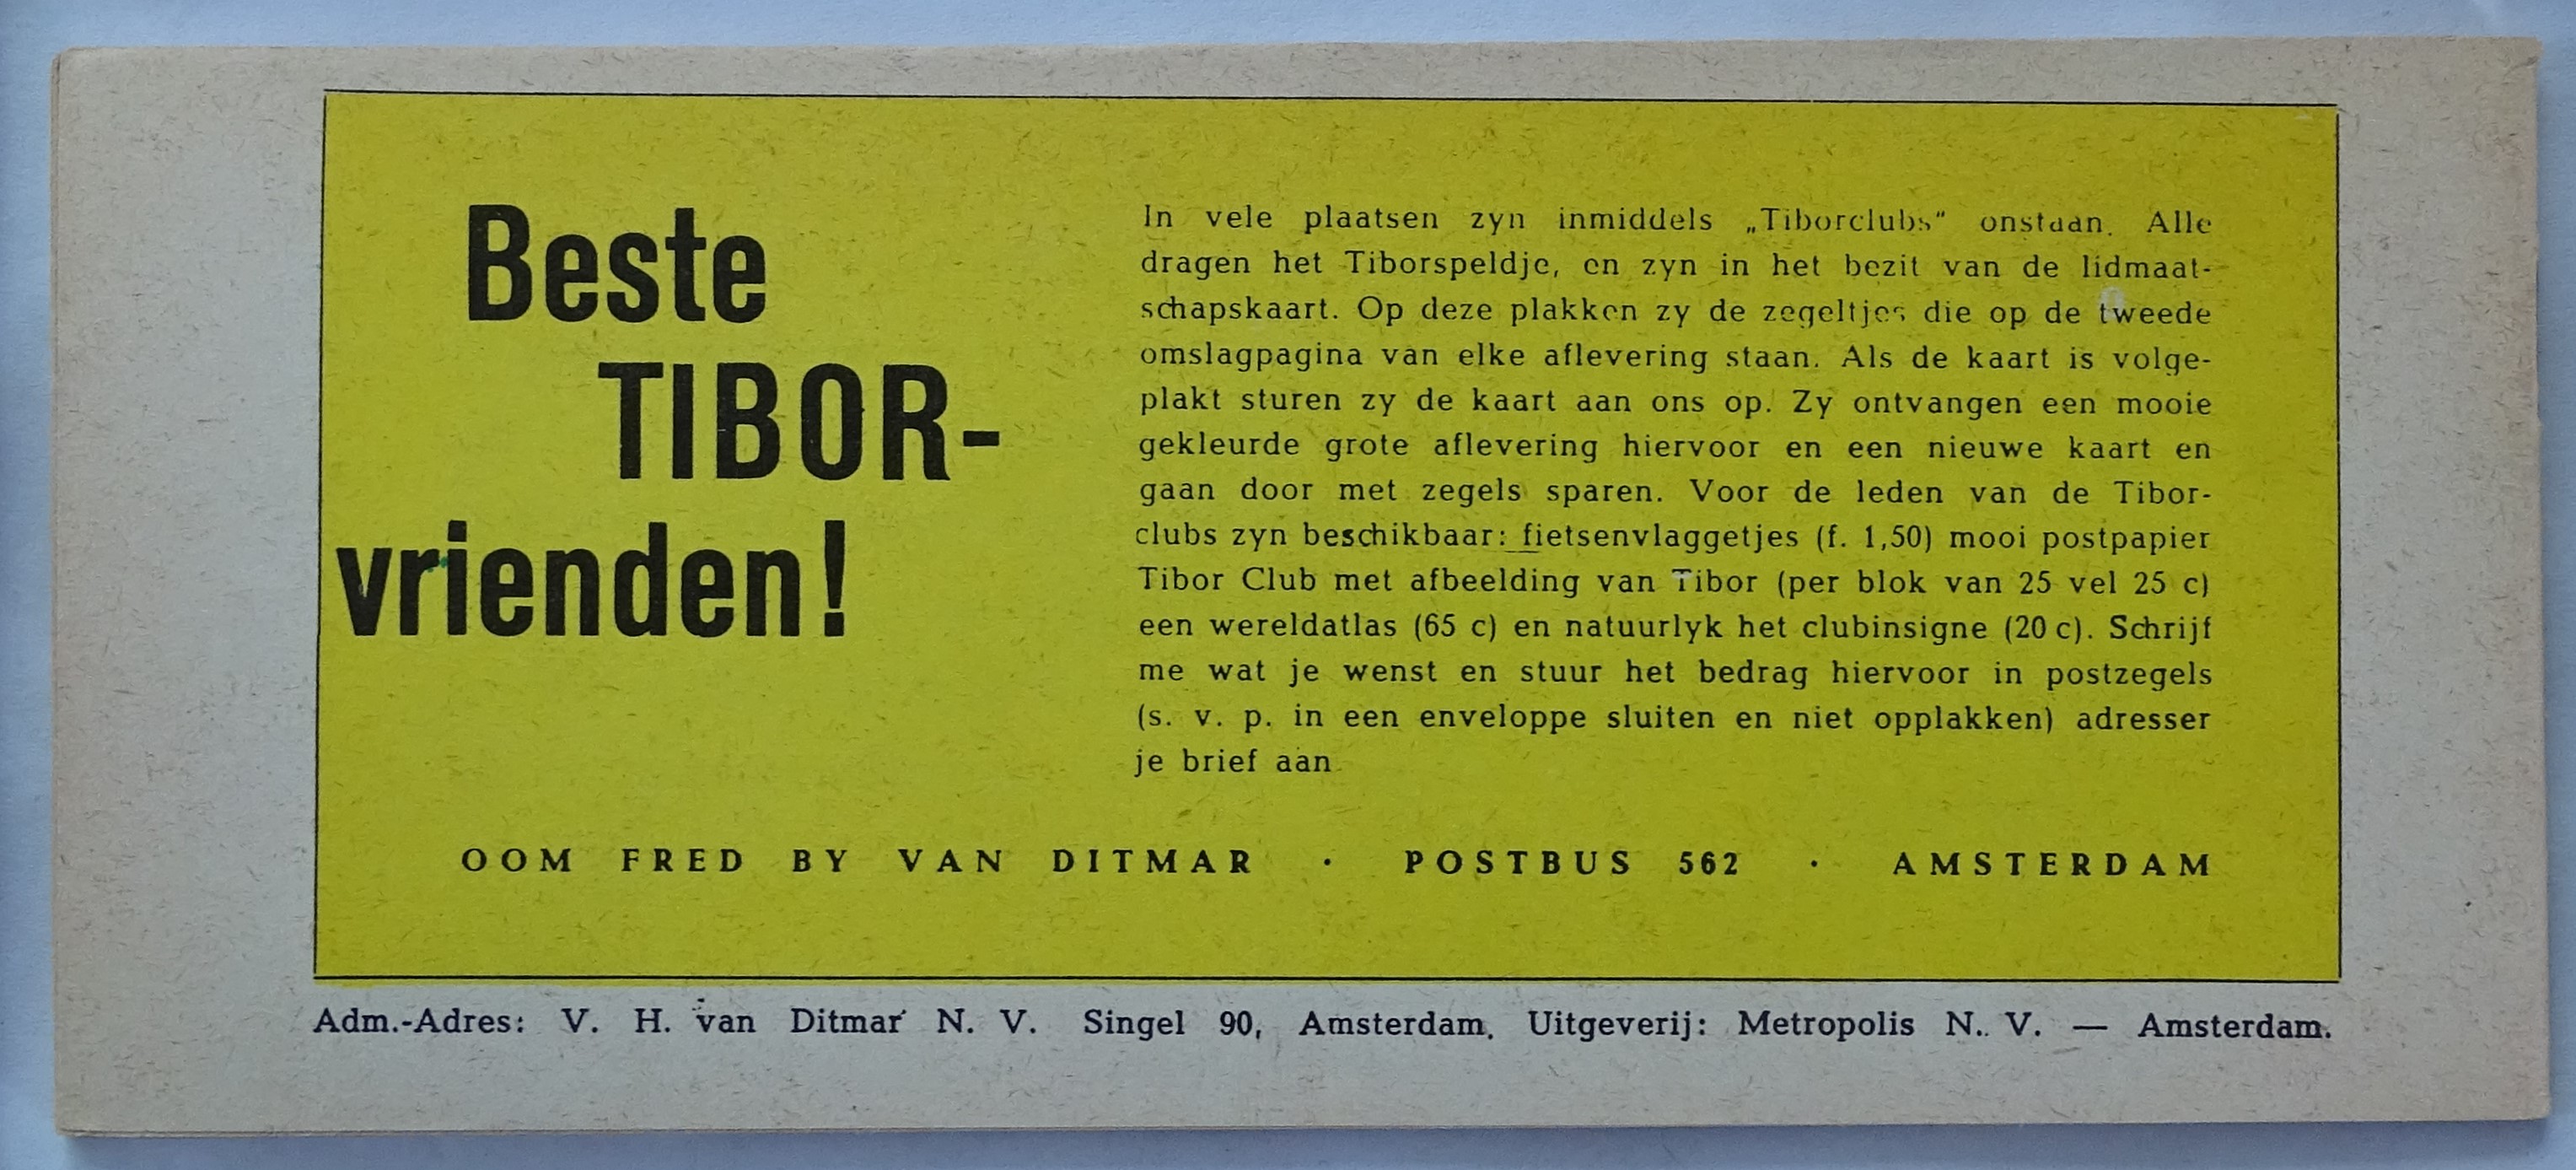 Beste
TIBOR-
vrienden!
In vele plaatsen zyn inmiddels „Tiborclubs“ onstaan. Alle
dragen het Tiborspeldje, en zyn in het bezit van de lidmaat-
schapskaart. Op deze plakken zy de zegeltjes die op de tweede
omslagpagina van elke aflevering staan. Als de kaart is volge-
plakt sturen zy de kaart aan ons op. Zy ontvangen een mooie
gekleurde grote aflevering hiervoor en een nieuwe kaart en
gaan door met zegels sparen. Voor de leden van de Tibor-
clubs zyn beschikbaar: fietsenvlaggetjes (f. 1,50) mooi postpapier
Tibor Club met afbeelding van Tibor (per blok van 25 vel 25 c)
een wereldatlas (65 c) en natuurlyk het clubinsigne (20 c). Schrijf
me wat je wenst en stuur het bedrag hiervoor in postzegels
(s. v. p. in een enveloppe sluiten en niet opplakken) adresser
je brief aan
OOM FRED BY VAN DITMAR · POSTBUS 562 · AMSTERDAM
Adm.-Adres: V. H. van Ditmar N. V. Singel 90, Amsterdam. Uitgeverij: Metropolis N. V. — Amsterdam.